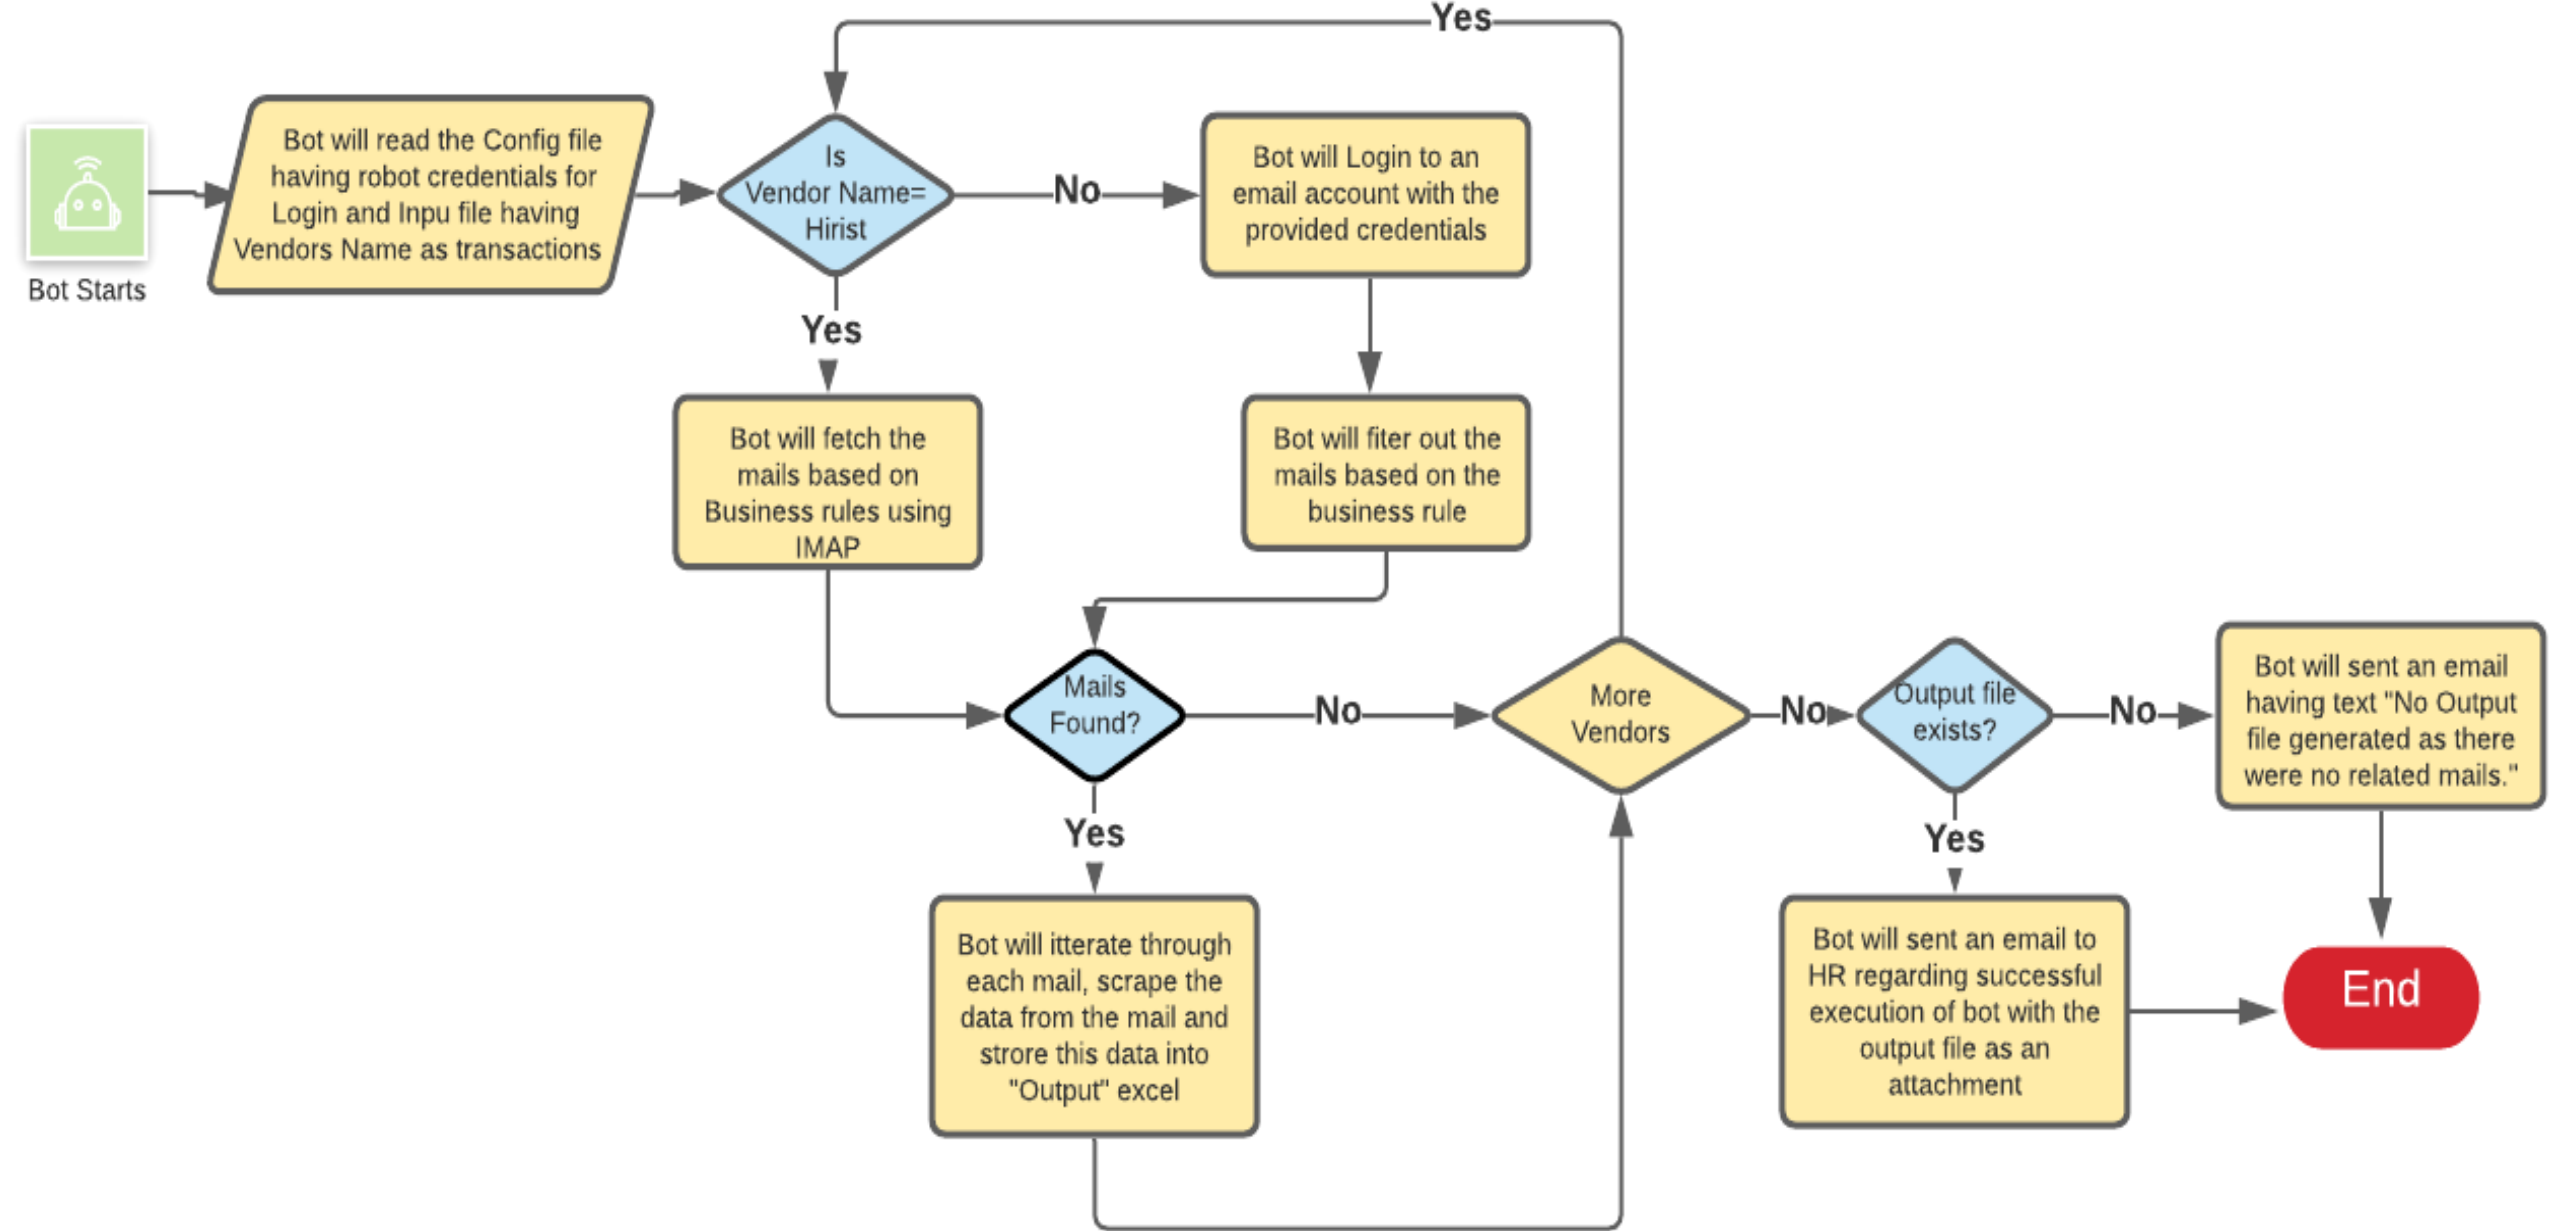 Bot Starts
Bot will read the Config file
having robot credentials for
Login and Inpu file having
Vendors Name as transactions
Is
Vendor Name=
Hirist
No
Yes
Bot will Login to an
email account with the
provided credentials
Yes
Bot will fetch the
mails based on
Business rules using
IMAP
Bot will fiter out the
mails based on the
business rule
Mails
Found?
No
Yes
More
Vendors
No
Output file
exists?
No
Yes
Bot will sent an email
having text "No Output
file generated as there
were no related mails."
Bot will itterate through
each mail, scrape the
data from the mail and
strore this data into
"Output" excel
Bot will sent an email to
HR regarding successful
execution of bot with the
output file as an
attachment
End